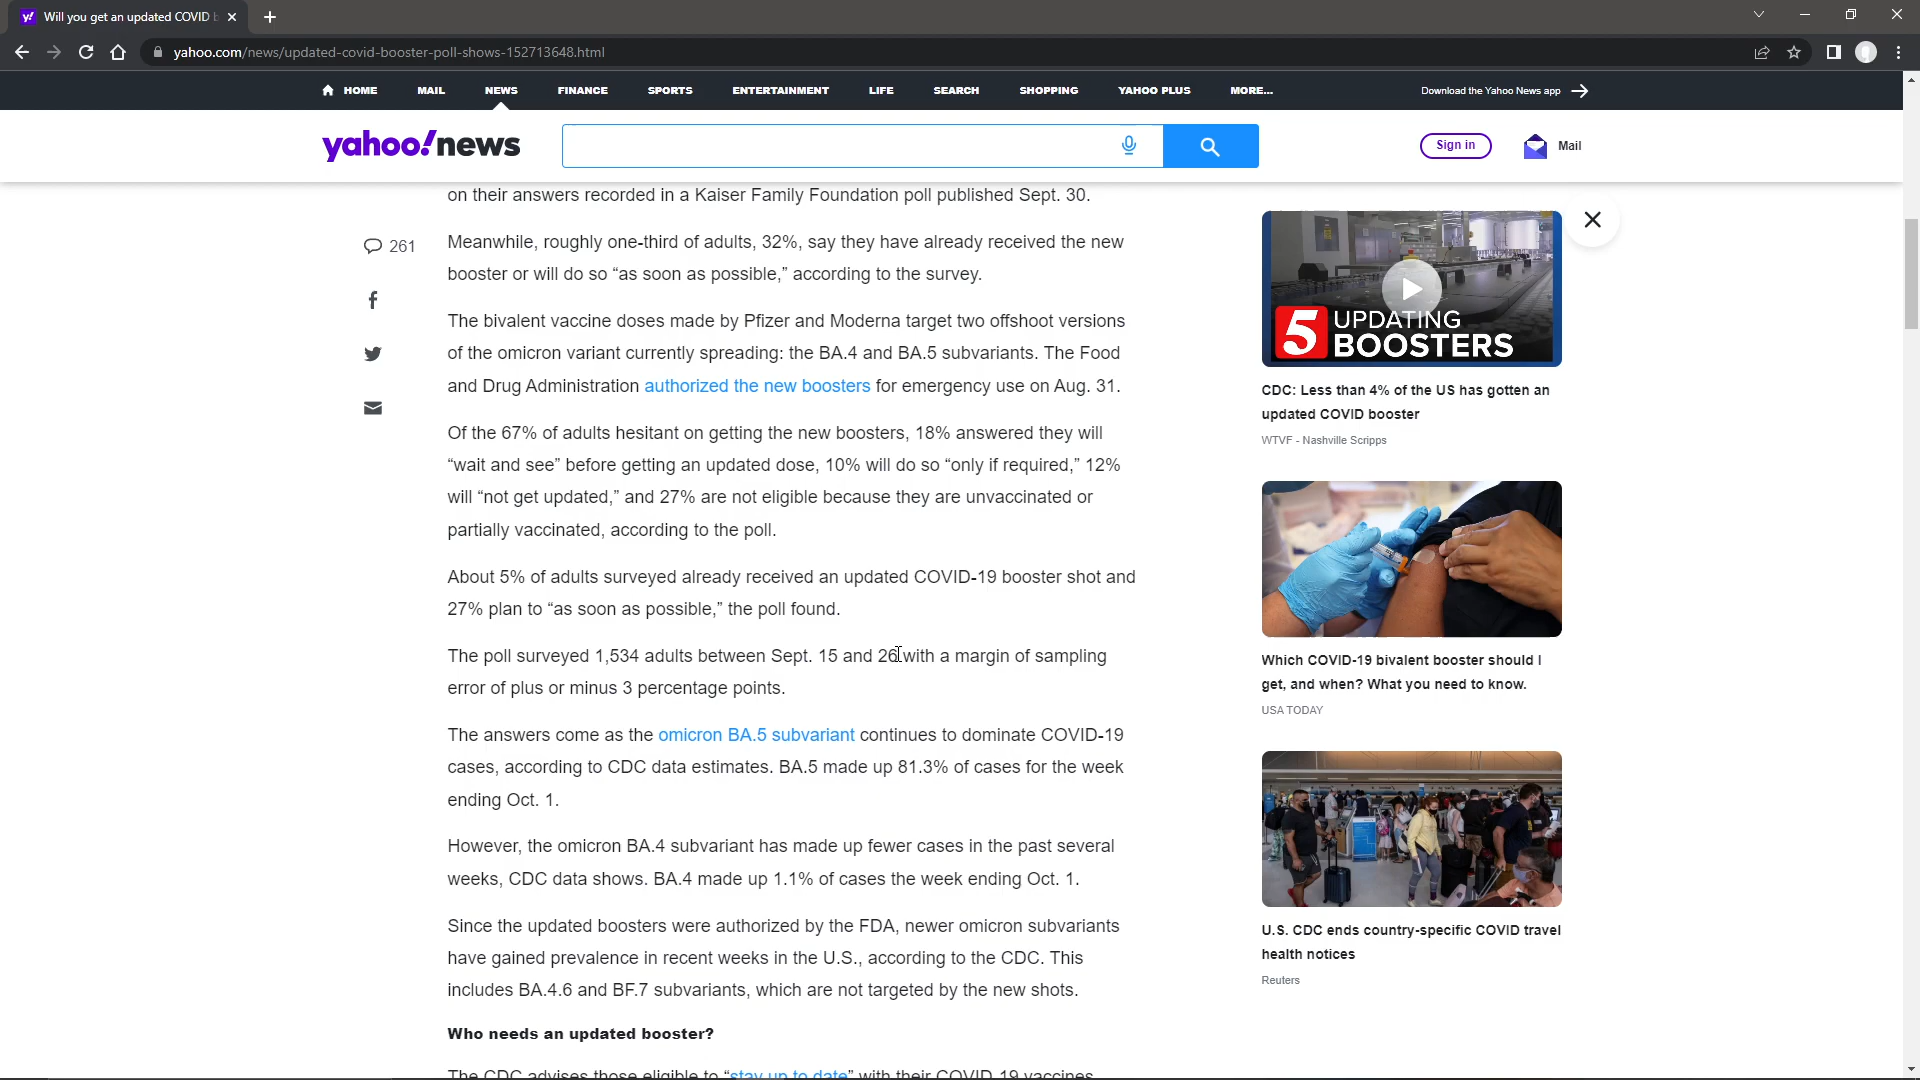 Will you get an updated COVID b
yahoo.com/news/updated-covid-booster-poll-shows-152713648.html
HOME MAIL NEWS FINANCE SPORTS ENTERTAINMENT LIFE SEARCH SHOPPING YAHOO PLUS MORE... Download the Yahoo News app
yahoo!news
Sign in
Mail
261
on their answers recorded in a Kaiser Family Foundation poll published Sept. 30.
Meanwhile, roughly one-third of adults, 32%, say they have already received the new
booster or will do so “as soon as possible,” according to the survey.
The bivalent vaccine doses made by Pfizer and Moderna target two offshoot versions
of the omicron variant currently spreading: the BA.4 and BA.5 subvariants. The Food
and Drug Administration authorized the new boosters for emergency use on Aug. 31.
Of the 67% of adults hesitant on getting the new boosters, 18% answered they will
“wait and see” before getting an updated dose, 10% will do so “only if required,” 12%
will “not get updated,” and 27% are not eligible because they are unvaccinated or
partially vaccinated, according to the poll.
About 5% of adults surveyed already received an updated COVID-19 booster shot and
27% plan to “as soon as possible,” the poll found.
The poll surveyed 1,534 adults between Sept. 15 and 26 with a margin of sampling
error of plus or minus 3 percentage points.
The answers come as the omicron BA.5 subvariant continues to dominate COVID-19
cases, according to CDC data estimates. BA.5 made up 81.3% of cases for the week
ending Oct. 1.
However, the omicron BA.4 subvariant has made up fewer cases in the past several
weeks, CDC data shows. BA.4 made up 1.1% of cases the week ending Oct. 1.
Since the updated boosters were authorized by the FDA, newer omicron subvariants
have gained prevalence in recent weeks in the U.S., according to the CDC. This
includes BA.4.6 and BF.7 subvariants, which are not targeted by the new shots.
Who needs an updated booster?
The CDC advises those eligible to “stay up to date” with their COVID-19 vaccines
5 UPDATING
BOOSTERS
CDC: Less than 4% of the US has gotten an
updated COVID booster
WTVF - Nashville Scripps
Which COVID-19 bivalent booster should I
get, and when? What you need to know.
USA TODAY
U.S. CDC ends country-specific COVID travel
health notices
Reuters